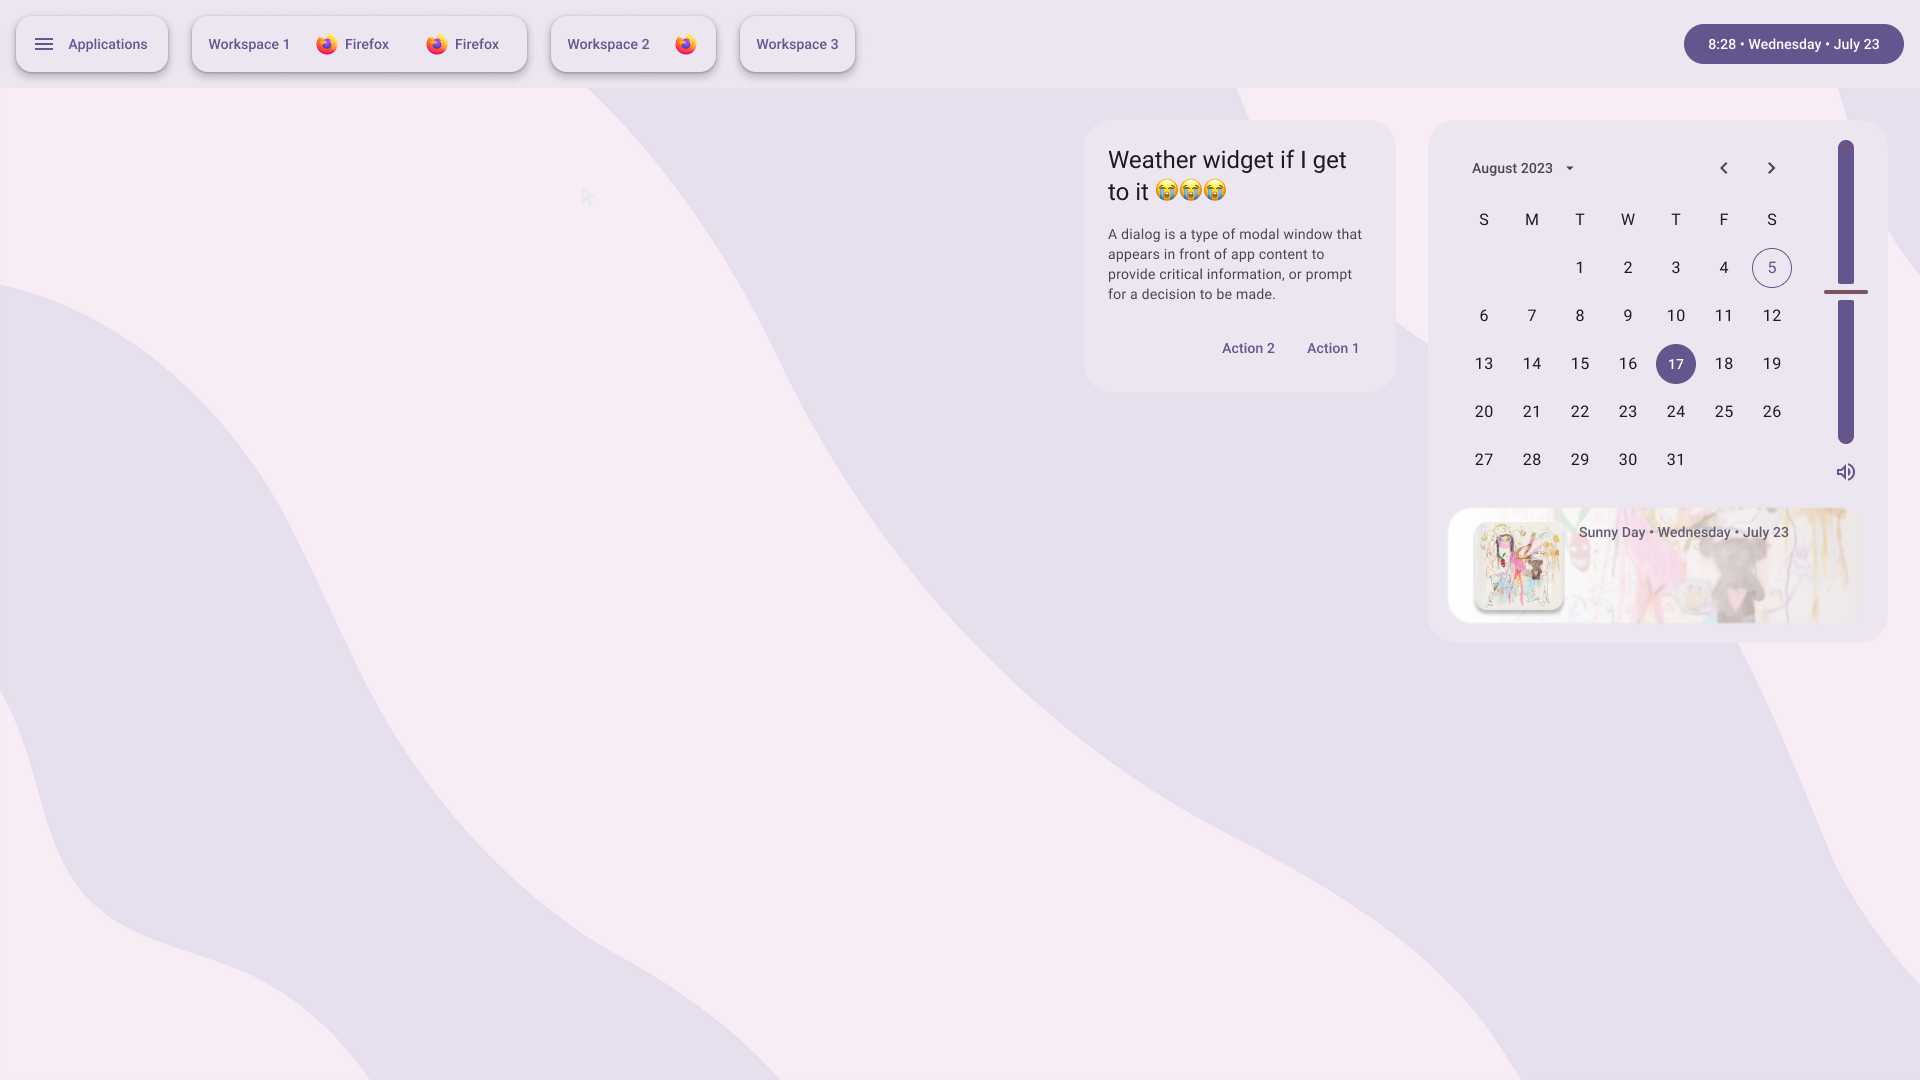 Applications
Workspace 1
Firefox
Firefox
Workspace 2
Workspace 3
8:28 • Wednesday • July 23
Weather widget if I get
to it 😭😭😭
A dialog is a type of modal window that
appears in front of app content to
provide critical information, or prompt
for a decision to be made.
Action 2
Action 1
August 2023
S M T W T F S
1 2 3 4 5
6 7 8 9 10 11 12
13 14 15 16 17 18 19
20 21 22 23 24 25 26
27 28 29 30 31
Sunny Day • Wednesday • July 23